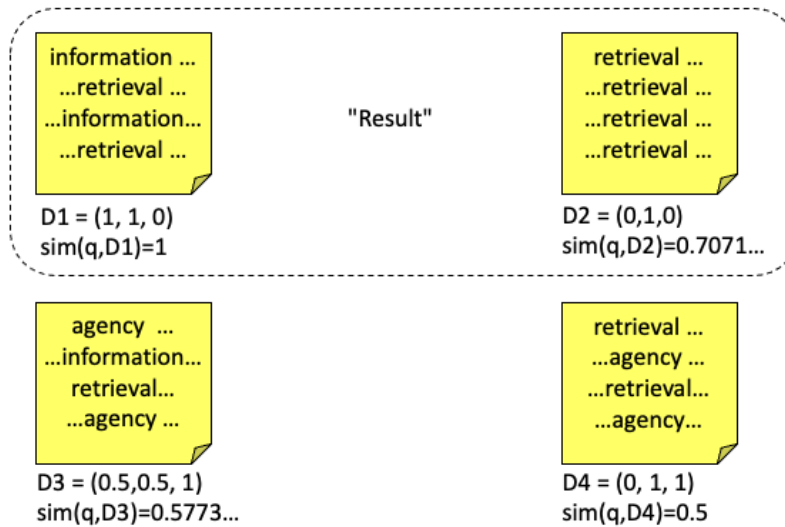 information ...
...retrieval ...
...information...
...retrieval ...
"Result"
retrieval ...
...retrieval ...
...retrieval ...
...retrieval ...
D1 = (1, 1, 0)
sim(q,D1)=1
D2 = (0,1,0)
sim(q,D2)=0.7071...
agency ...
...information...
retrieval...
...agency ...
retrieval ...
...agency ...
...retrieval...
...agency...
D3 = (0.5,0.5, 1)
sim(q,D3)=0.5773...
D4 = (0, 1, 1)
sim(q,D4)=0.5